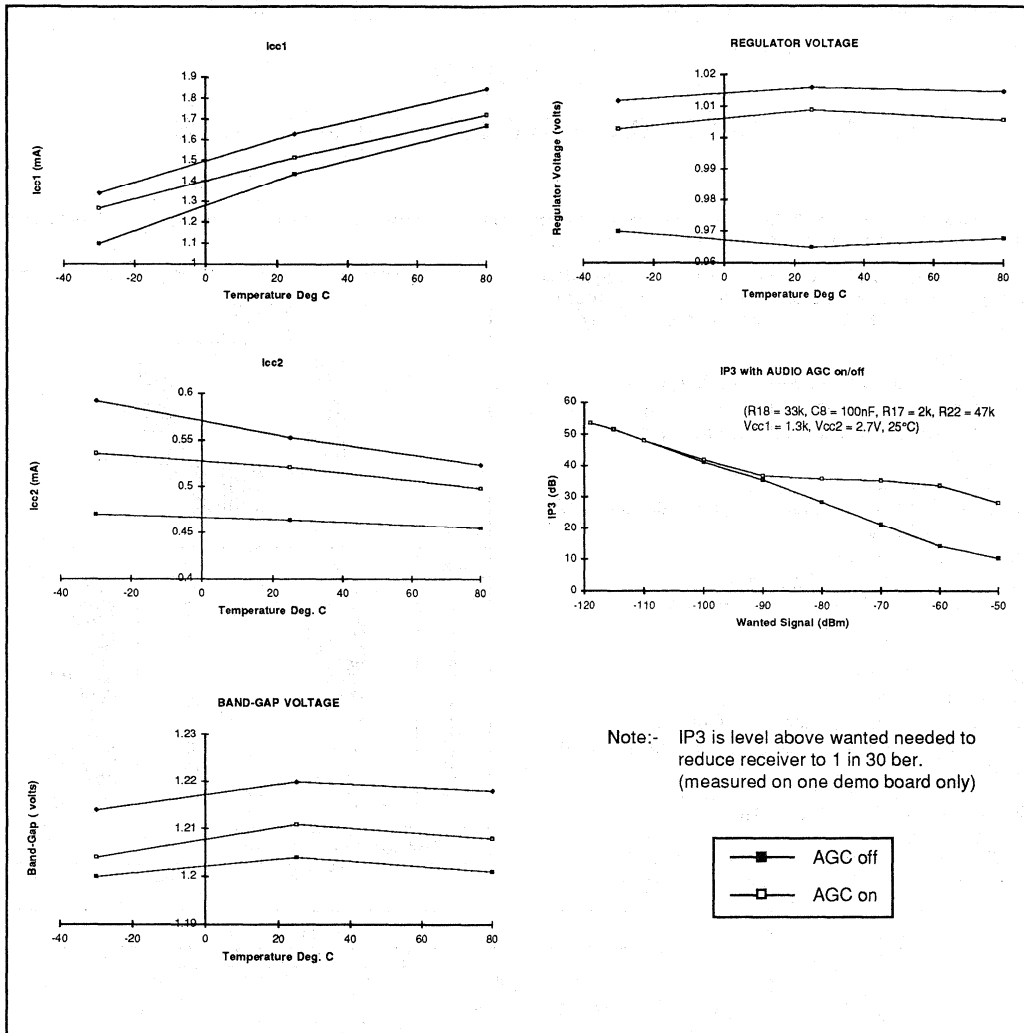 Icc1
1.9
1.8
1.7
1.6
1.5
1.4
1.3
1.2
1.1
1
Icc1 (mA)
-40 -20 0 20 40 60 80
Temperature Deg C
REGULATOR VOLTAGE
1.02
1.01
1
0.99
0.98
0.97
0.96
Regulator Voltage (volts)
-40 -20 0 20 40 60 80
Temperature Deg C
Icc2
0.6
0.55
0.5
0.45
0.4
Icc2 (mA)
-40 -20 0 20 40 60 80
Temperature Deg. C
IP3 with AUDIO AGC on/off
(R18 = 33k, C8 = 100nF, R17 = 2k, R22 = 47k
Vcc1 = 1.3k, Vcc2 = 2.7V, 25°C)
60
50
40
30
20
10
0
IP3 (dB)
-120 -110 -100 -90 -80 -70 -60 -50
Wanted Signal (dBm)
BAND-GAP VOLTAGE
1.23
1.22
1.21
1.2
1.19
Band-Gap ( volts)
-40 -20 0 20 40 60 80
Temperature Deg. C
Note:- IP3 is level above wanted needed to
reduce receiver to 1 in 30 ber.
(measured on one demo board only)
AGC off
AGC on